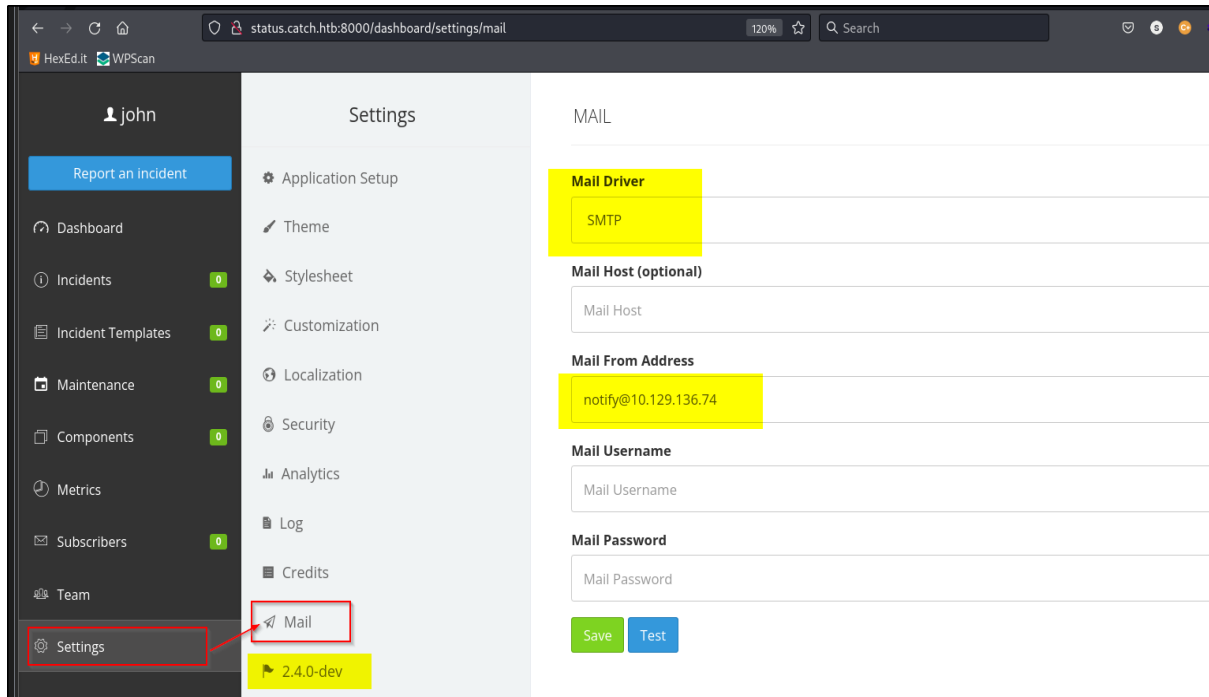 status.catch.htb:8000/dashboard/settings/mail
120%
Search
HexEd.it
WPScan
john
Report an incident
Dashboard
Incidents 0
Incident Templates 0
Maintenance 0
Components 0
Metrics
Subscribers 0
Team
Settings
Settings
Application Setup
Theme
Stylesheet
Customization
Localization
Security
Analytics
Log
Credits
Mail
2.4.0-dev
MAIL
Mail Driver
SMTP
Mail Host (optional)
Mail Host
Mail From Address
notify@10.129.136.74
Mail Username
Mail Username
Mail Password
Mail Password
Save Test